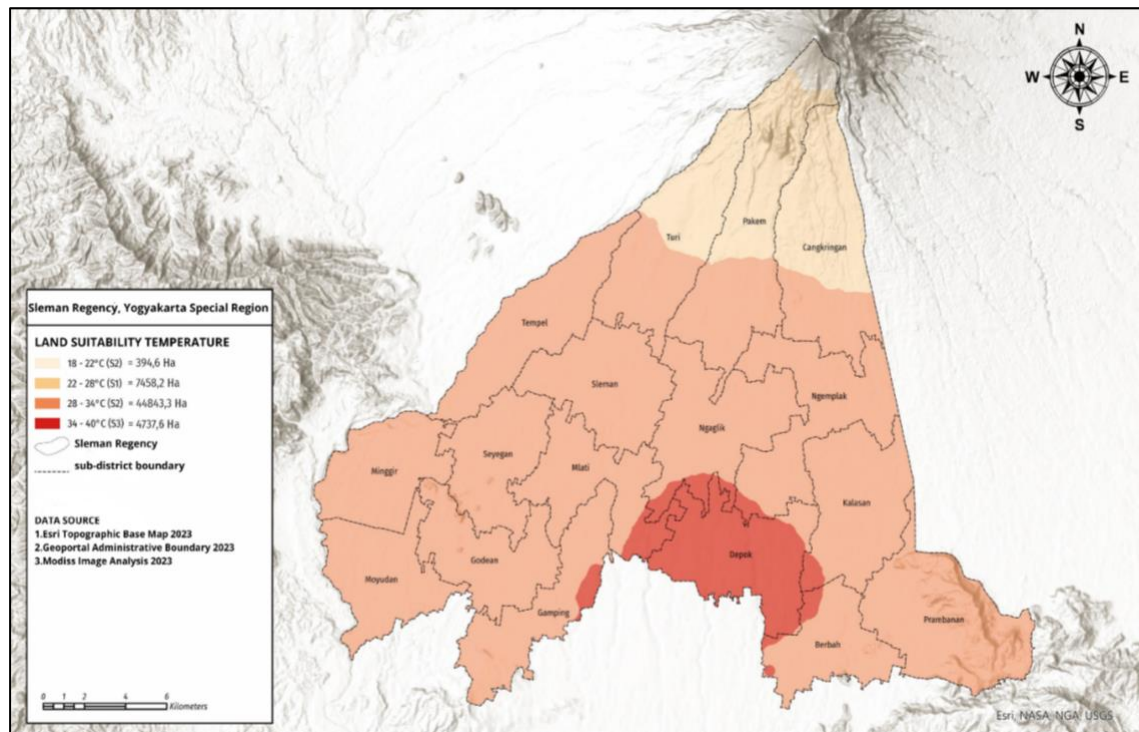 N
W E
S
Turi
Pakem
Cangkringan
Tempel
Sleman
Ngemplak
Ngaglik
Seyegan
Mlati
Minggir
Kalasan
Depok
Godean
Moyudan
Gamping
Prambanan
Berbah
Sleman Regency, Yogyakarta Special Region
LAND SUITABILITY TEMPERATURE
18 - 22°C (S2) = 394,6 Ha
22 - 28°C (S1) = 7458,2 Ha
28 - 34°C (S2) = 44843,3 Ha
34 - 40°C (S3) = 4737,6 Ha
Sleman Regency
sub-district boundary
DATA SOURCE
1.Esri Topographic Base Map 2023
2.Geoportal Administrative Boundary 2023
3.Modiss Image Analysis 2023
0 1 2 4 6
Kilometers
Esri, NASA, NGA, USGS